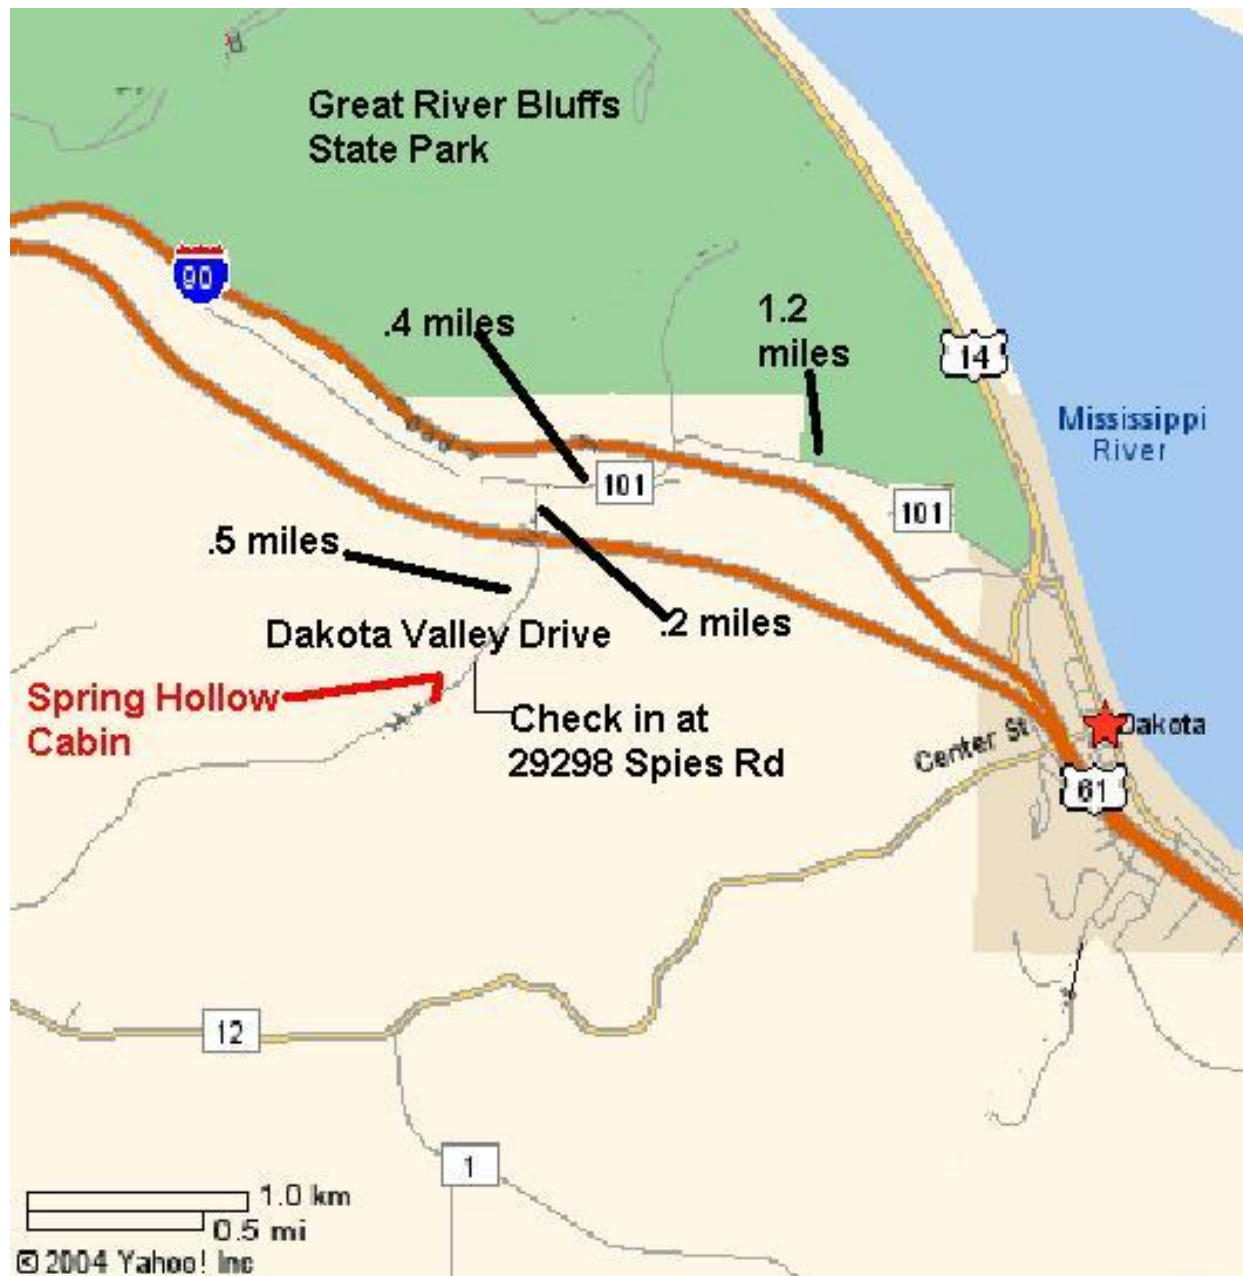 Great River Bluffs
State Park
90
.4 miles
1.2
miles
14
Mississippi
River
101
101
.5 miles
.2 miles
Dakota Valley Drive
Spring Hollow
Cabin
Check in at
29298 Spies Rd
Center St
Dakota
61
12
1
1.0 km
0.5 mi
© 2004 Yahoo! Inc